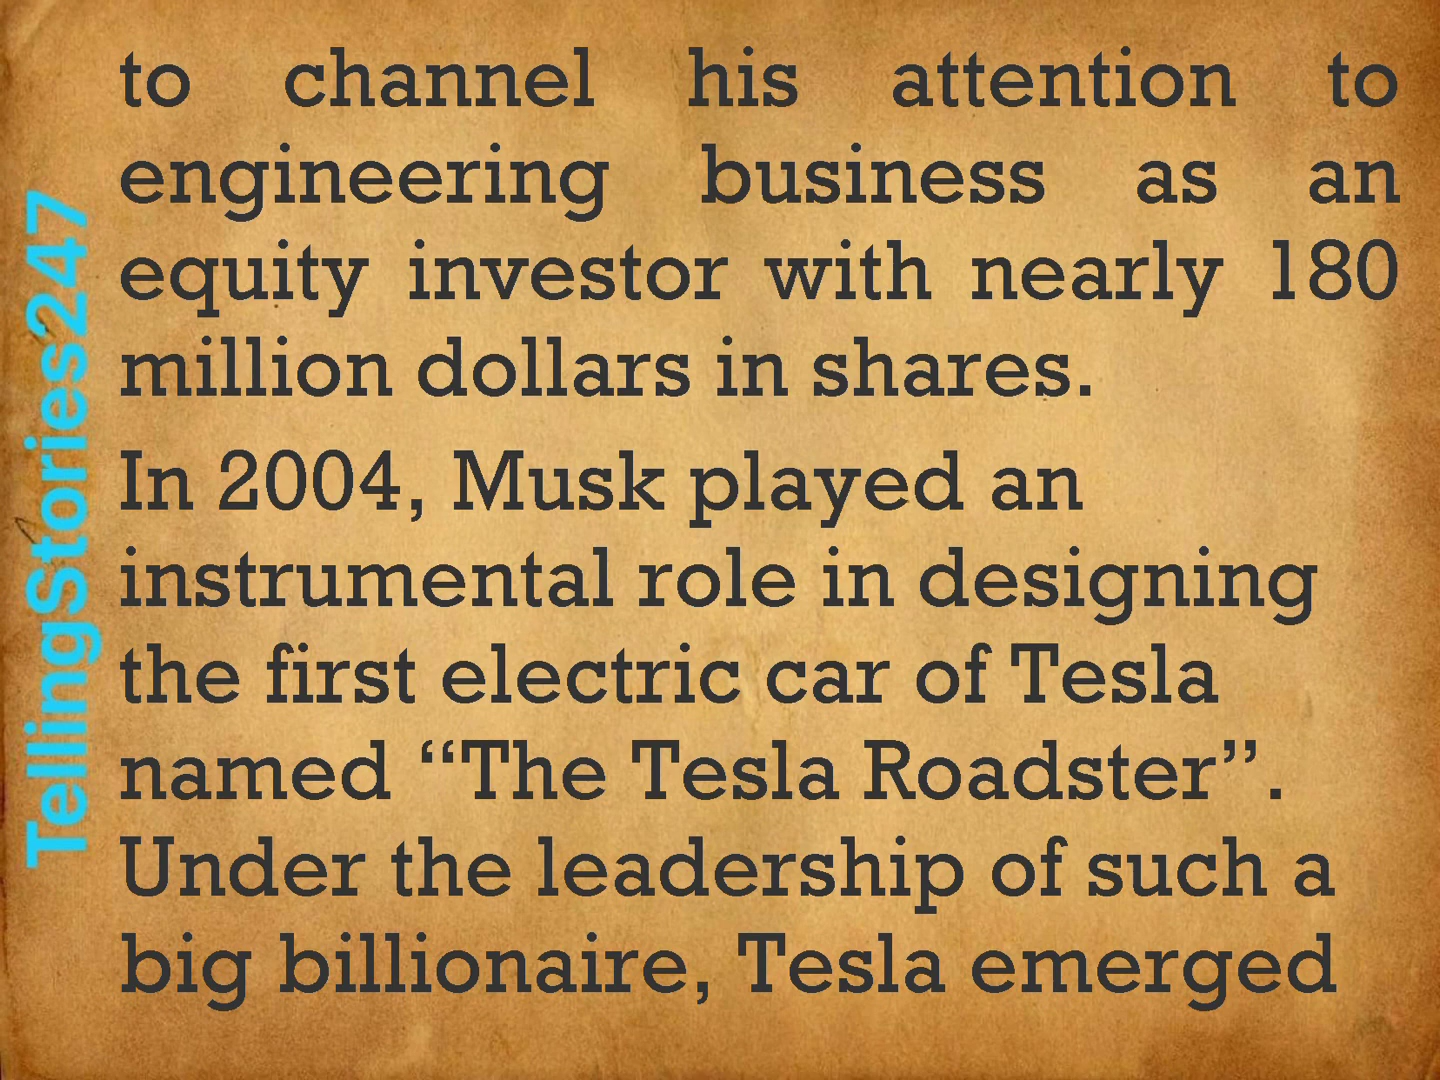 to channel his attention to
engineering business as an
equity investor with nearly 180
million dollars in shares.
In 2004, Musk played an
instrumental role in designing
the first electric car of Tesla
named “The Tesla Roadster”.
Under the leadership of such a
big billionaire, Tesla emerged
TellingStories247